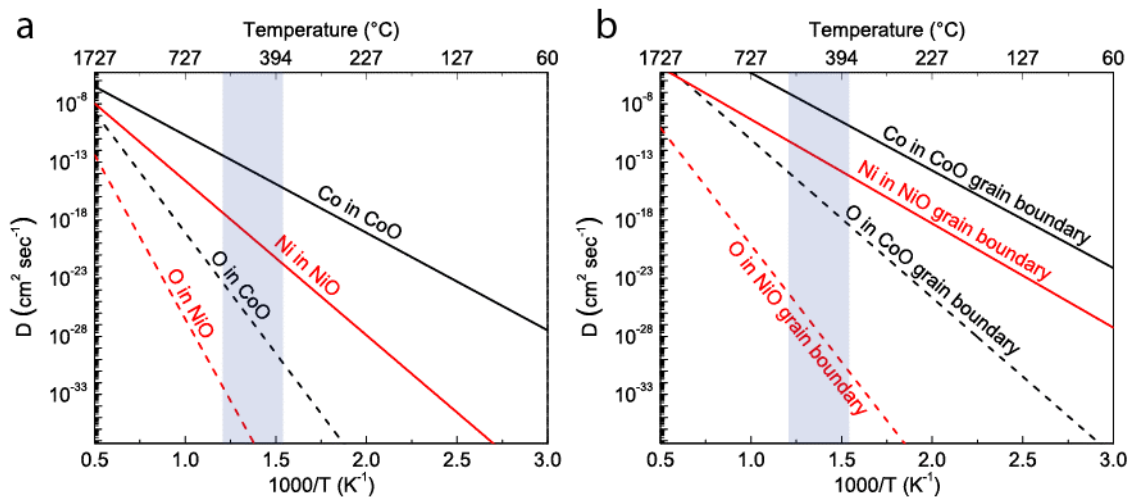 a
Temperature (°C)
1727 727 394 227 127 60
10⁻⁸
10⁻¹³
10⁻¹⁸
10⁻²³
10⁻²⁸
10⁻³³
D (cm² sec⁻¹)
Co in CoO
Ni in NiO
O in CoO
O in NiO
0.5 1.0 1.5 2.0 2.5 3.0
1000/T (K⁻¹)
b
Temperature (°C)
1727 727 394 227 127 60
10⁻⁸
10⁻¹³
10⁻¹⁸
10⁻²³
10⁻²⁸
10⁻³³
D (cm² sec⁻¹)
Co in CoO grain boundary
Ni in NiO grain boundary
O in CoO grain boundary
O in NiO grain boundary
0.5 1.0 1.5 2.0 2.5 3.0
1000/T (K⁻¹)